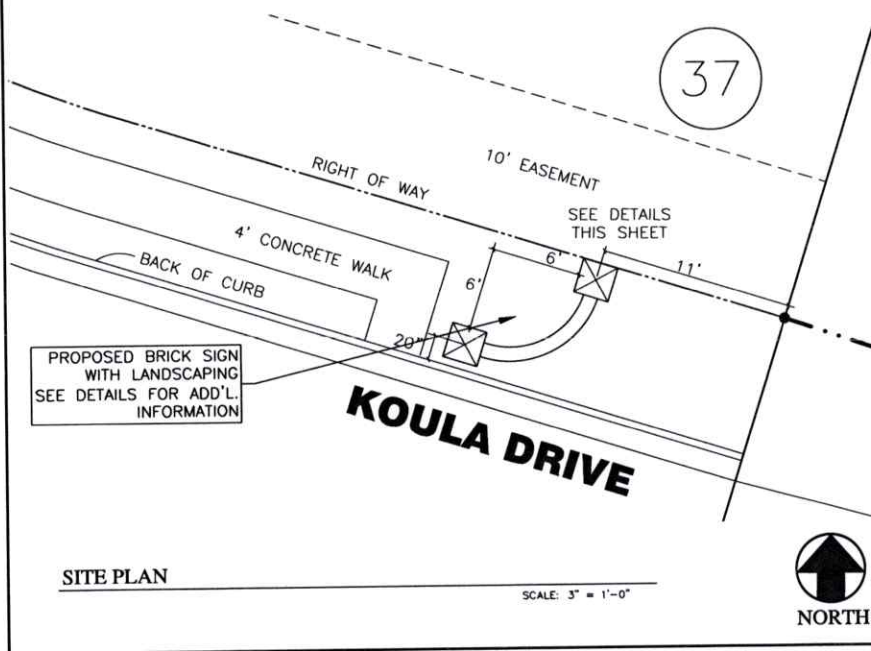 37
10' EASEMENT
RIGHT OF WAY
SEE DETAILS
THIS SHEET
4' CONCRETE WALK
6'
11'
BACK OF CURB
6'
20"
PROPOSED BRICK SIGN
WITH LANDSCAPING
SEE DETAILS FOR ADD'L.
INFORMATION
KOULA DRIVE
SITE PLAN
SCALE: 3" = 1'-0"
NORTH